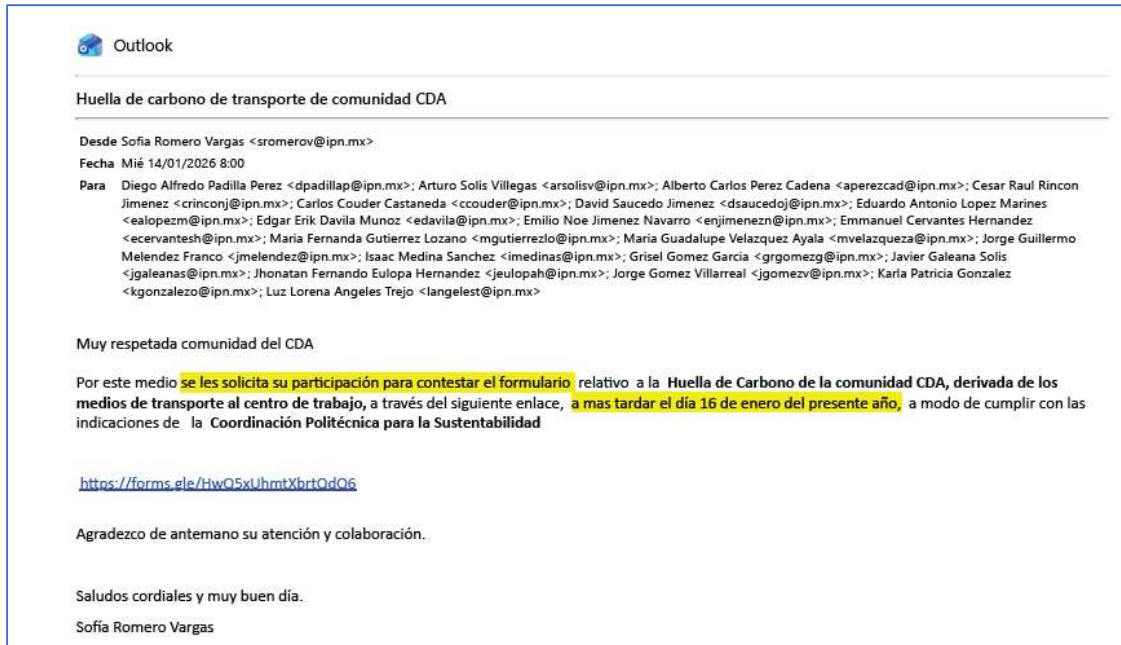 Outlook
Huella de carbono de transporte de comunidad CDA
Desde Sofia Romero Vargas <sromerov@ipn.mx>
Fecha Mié 14/01/2026 8:00
Para Diego Alfredo Padilla Perez <dpadillap@ipn.mx>; Arturo Solis Villegas <arsolisv@ipn.mx>; Alberto Carlos Perez Cadena <aperezcad@ipn.mx>; Cesar Raul Rincon
Jimenez <crinconj@ipn.mx>; Carlos Couder Castaneda <ccouder@ipn.mx>; David Saucedo Jimenez <dsaucedoj@ipn.mx>; Eduardo Antonio Lopez Marines
<ealopezm@ipn.mx>; Edgar Erik Davila Munoz <edavila@ipn.mx>; Emilio Noe Jimenez Navarro <enjimenezn@ipn.mx>; Emmanuel Cervantes Hernandez
<ecervantesh@ipn.mx>; Maria Fernanda Gutierrez Lozano <mgutierrezlo@ipn.mx>; Maria Guadalupe Velazquez Ayala <mvelazqueza@ipn.mx>; Jorge Guillermo
Melendez Franco <jmelendez@ipn.mx>; Isaac Medina Sanchez <imedinas@ipn.mx>; Grisel Gomez Garcia <grgomezg@ipn.mx>; Javier Galeana Solis
<jgaleanas@ipn.mx>; Jhonatan Fernando Eulopa Hernandez <jeulopah@ipn.mx>; Jorge Gomez Villarreal <jgomezv@ipn.mx>; Karla Patricia Gonzalez
<kgonzalezo@ipn.mx>; Luz Lorena Angeles Trejo <langelest@ipn.mx>
Muy respetada comunidad del CDA
Por este medio se les solicita su participación para contestar el formulario relativo a la Huella de Carbono de la comunidad CDA, derivada de los
medios de transporte al centro de trabajo, a través del siguiente enlace, a mas tardar el día 16 de enero del presente año, a modo de cumplir con las
indicaciones de la Coordinación Politécnica para la Sustentabilidad
https://forms.gle/HwQ5xUhmtXbrtQdQ6
Agradezco de antemano su atención y colaboración.
Saludos cordiales y muy buen día.
Sofía Romero Vargas